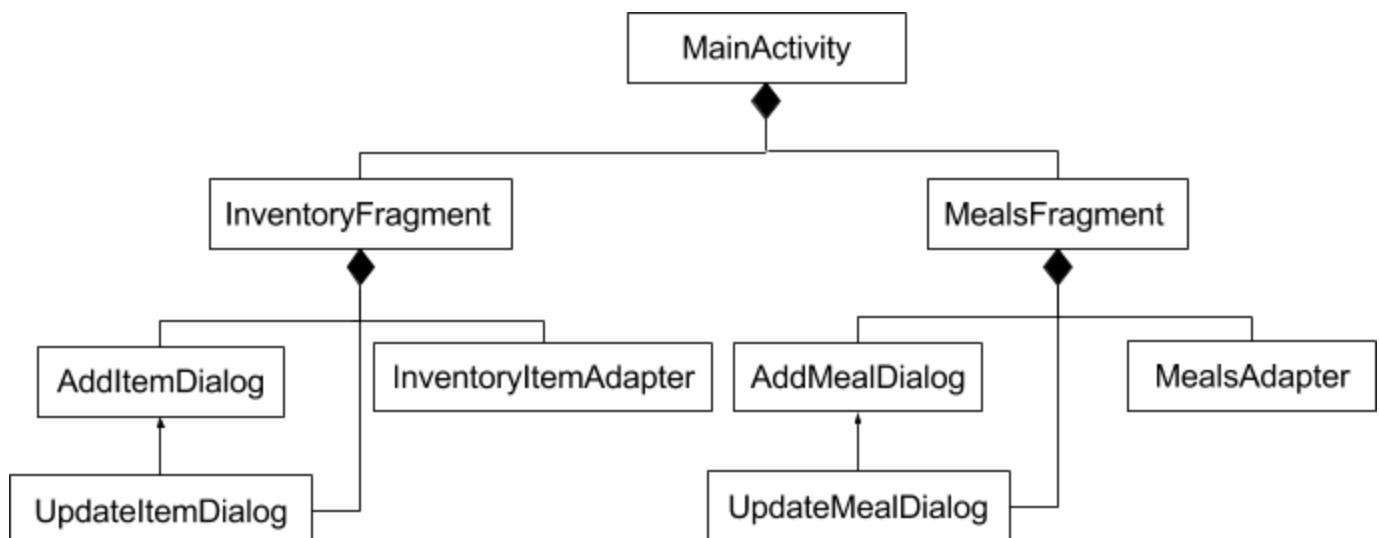 MainActivity
InventoryFragment
MealsFragment
AddItemDialog
InventoryItemAdapter
AddMealDialog
MealsAdapter
UpdateItemDialog
UpdateMealDialog